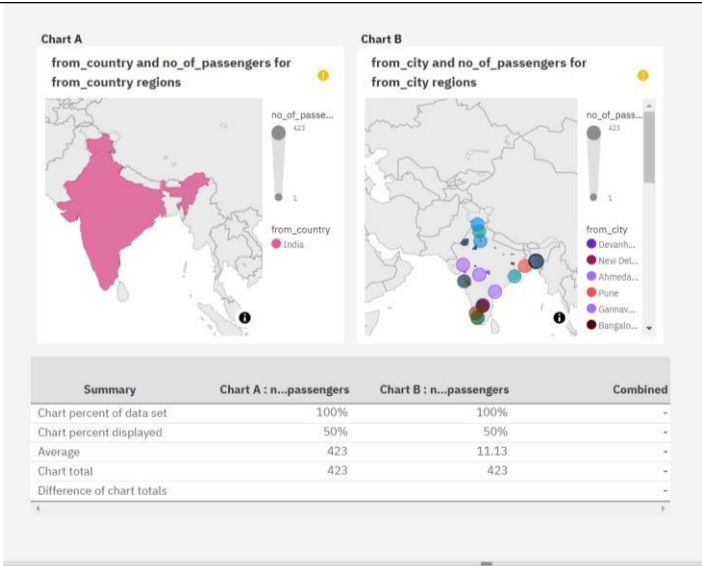 Chart A
from_country and no_of_passengers for
from_country regions
no_of_passe...
423
1
from_country
India
Chart B
from_city and no_of_passengers for
from_city regions
no_of_pass...
423
1
from_city
Devanh...
New Del...
Ahmeda...
Pune
Gannav...
Bangalo...
Summary Chart A : n...passengers Chart B : n...passengers Combined
Chart percent of data set 100% 100% -
Chart percent displayed 50% 50% -
Average 423 11.13 -
Chart total 423 423 -
Difference of chart totals -